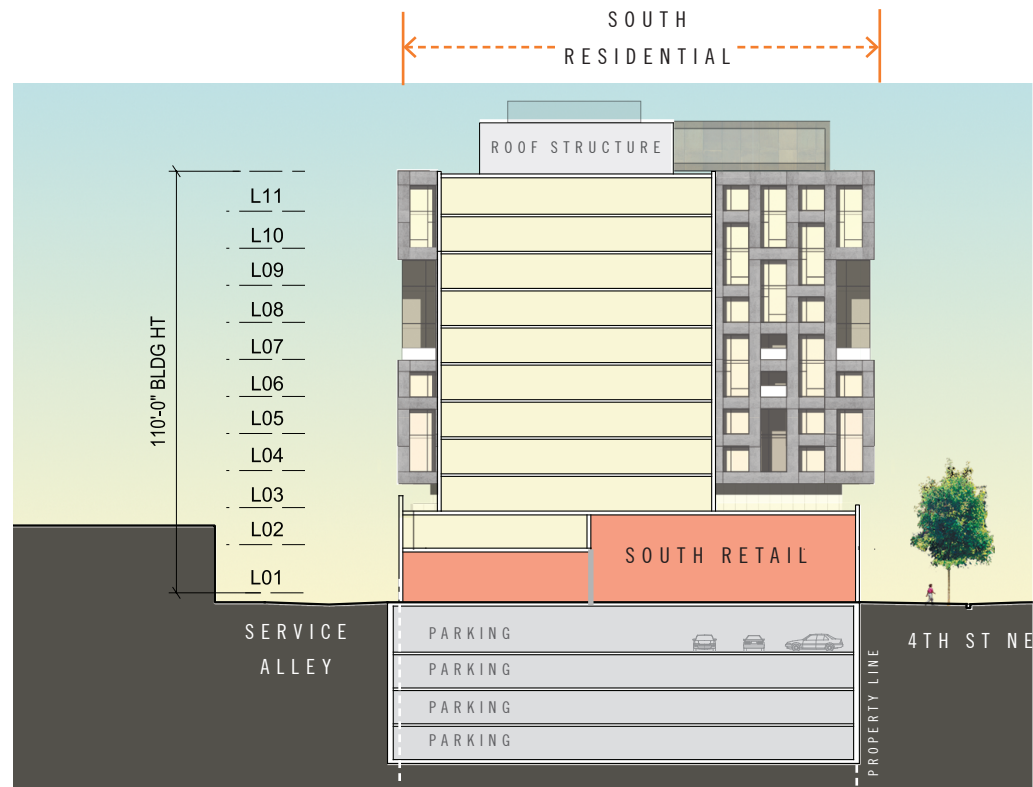 SOUTH
RESIDENTIAL
ROOF STRUCTURE
L11
L10
L09
L08
L07
L06
L05
L04
L03
L02
L01
110'-0" BLDG HT
SOUTH RETAIL
SERVICE
ALLEY
PARKING
PARKING
PARKING
PARKING
PROPERTY LINE
4TH ST NE